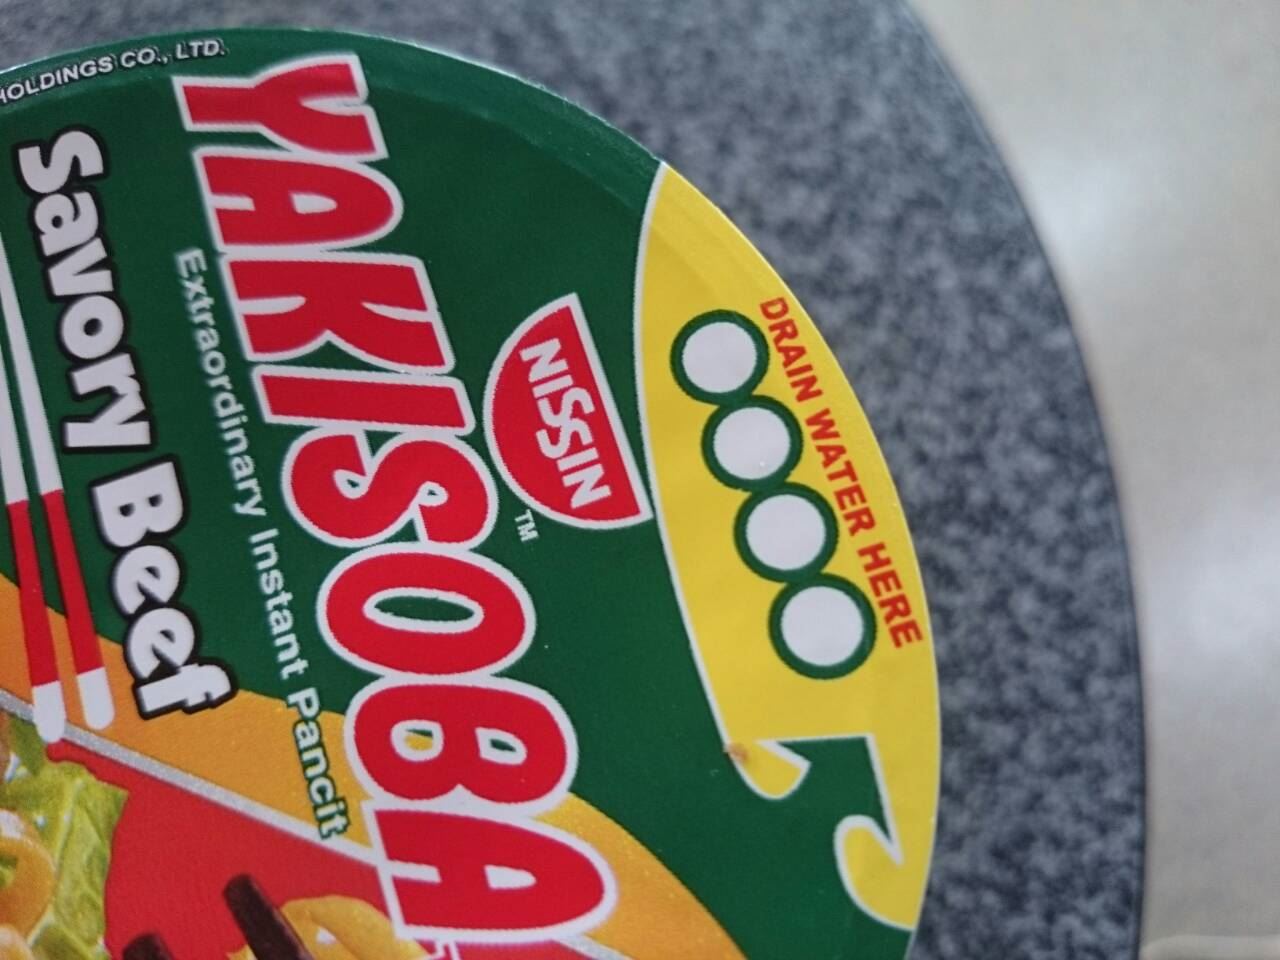 HOLDINGS CO., LTD.
DRAIN WATER HERE
NISSIN
TM
YAKISOBA
Extraordinary Instant Pancit
Savory Beef